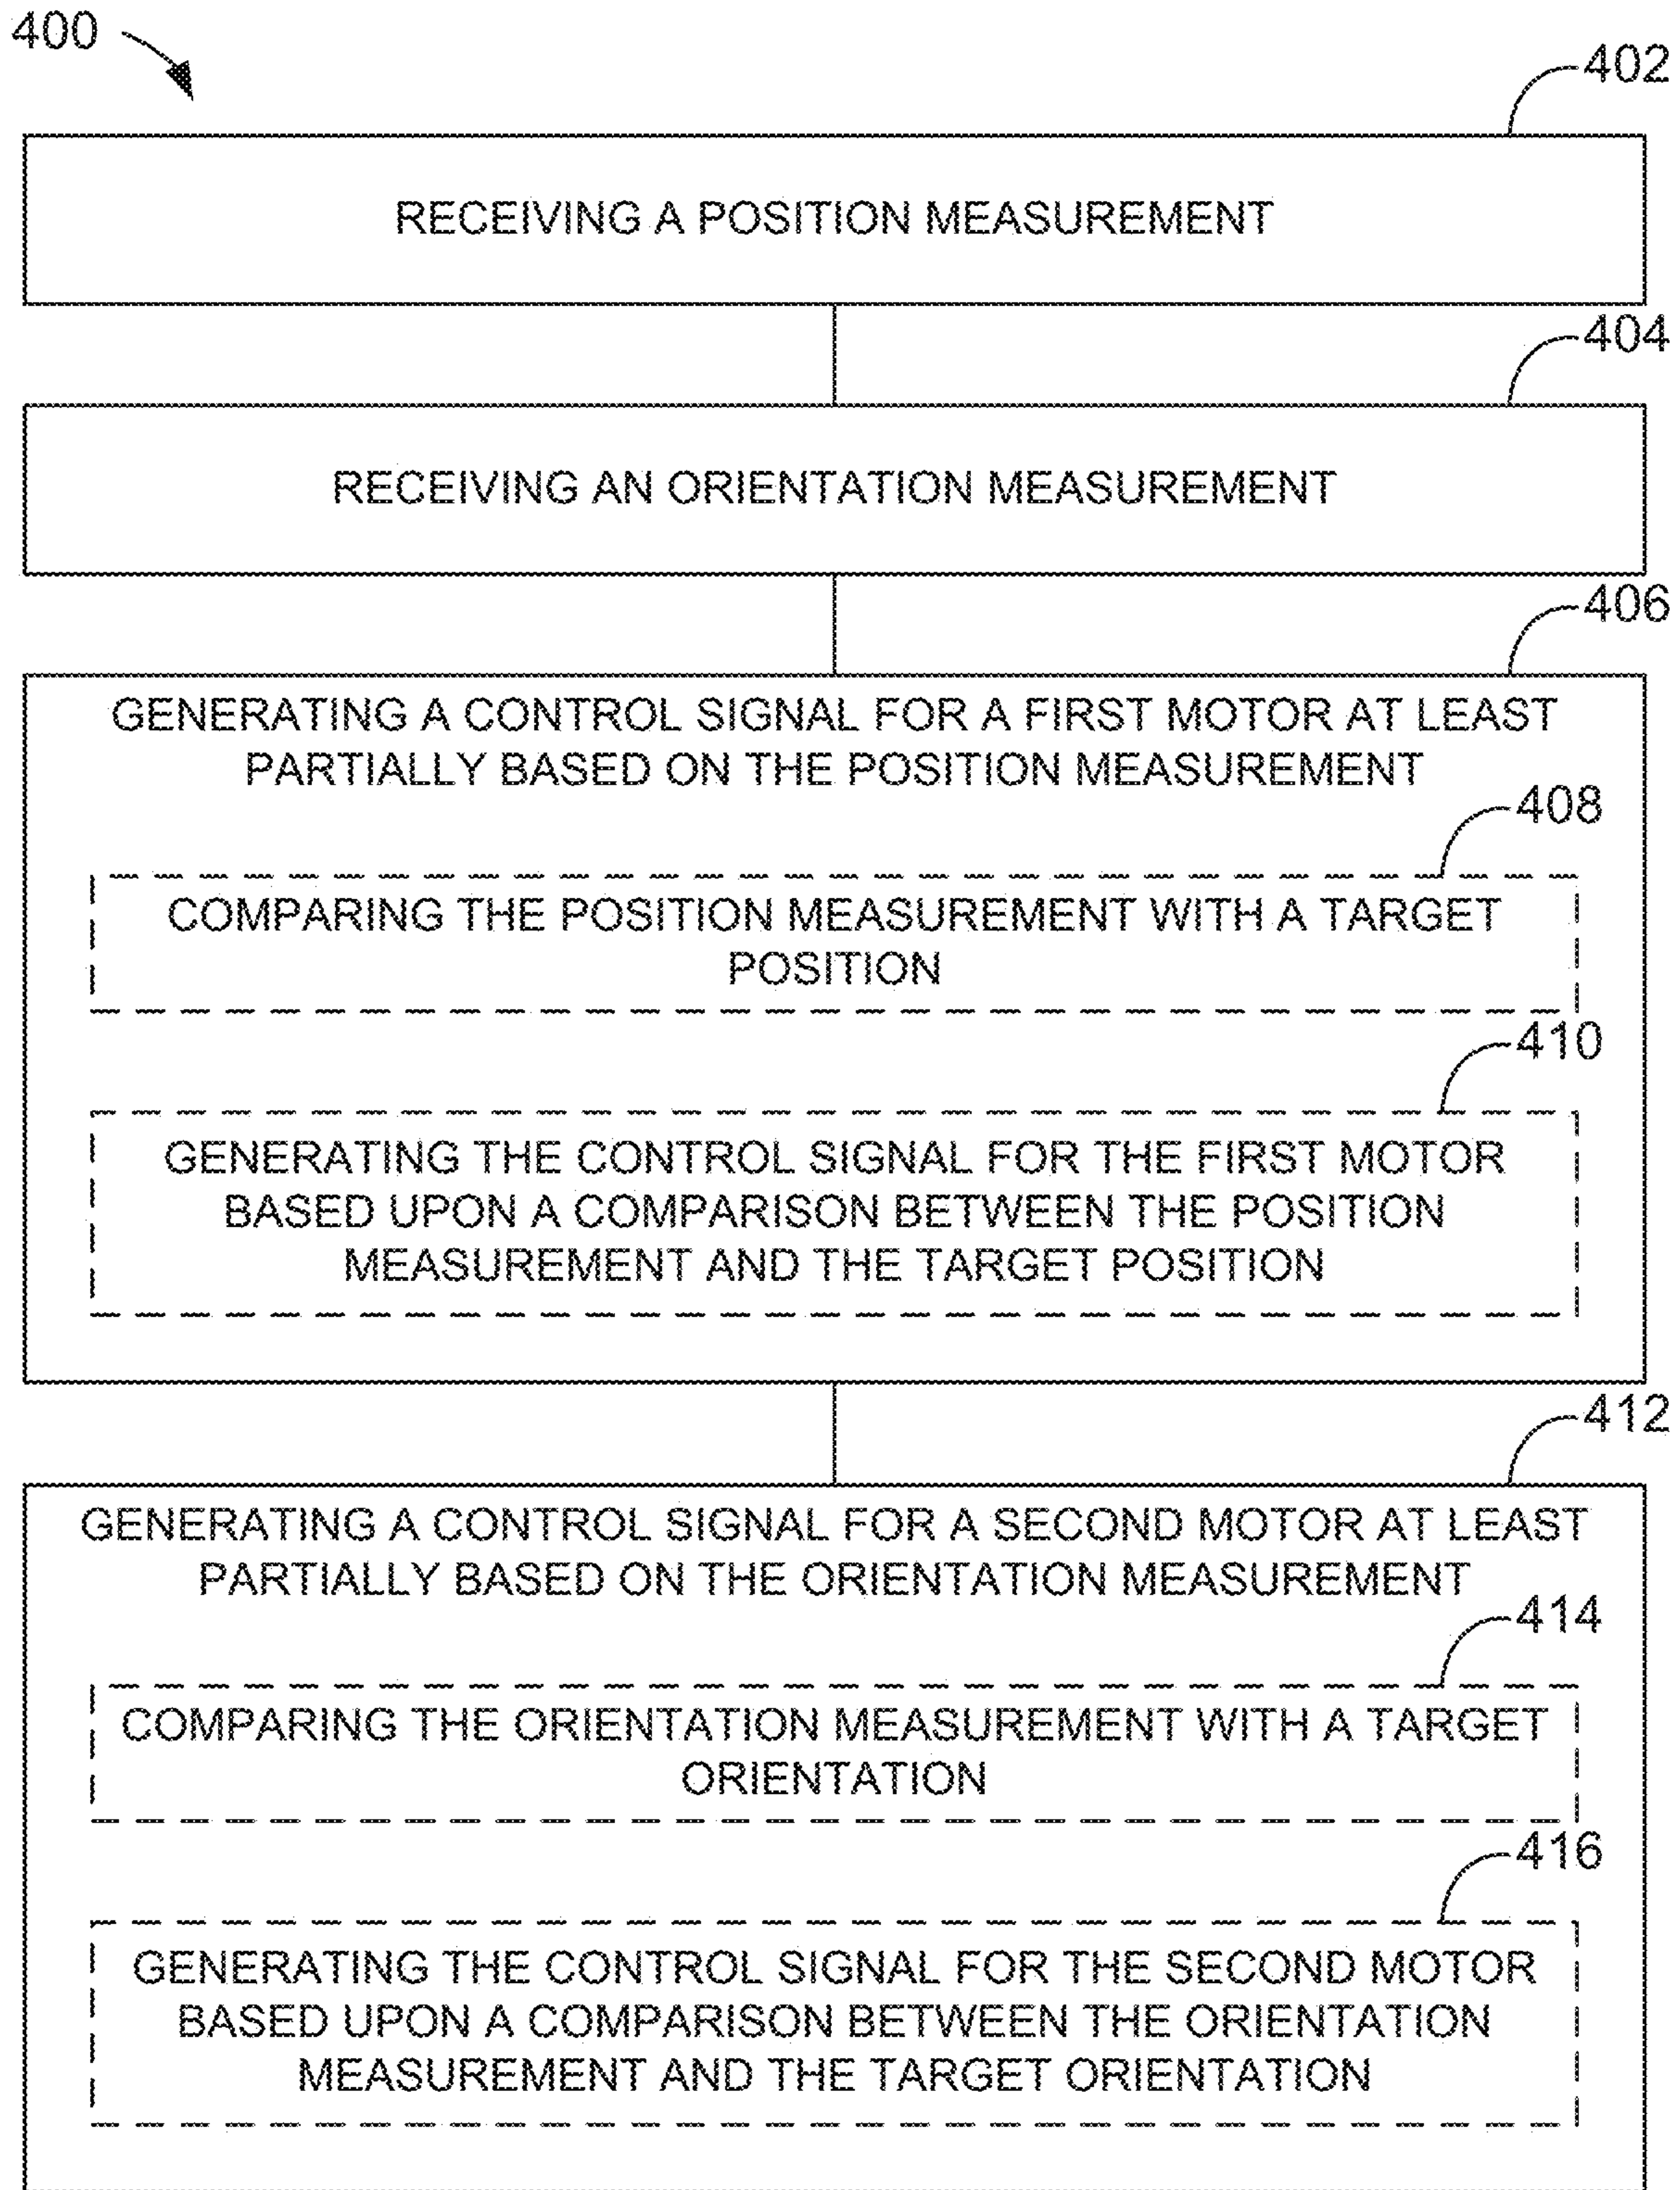 400
402
RECEIVING A POSITION MEASUREMENT
404
RECEIVING AN ORIENTATION MEASUREMENT
406
GENERATING A CONTROL SIGNAL FOR A FIRST MOTOR AT LEAST
PARTIALLY BASED ON THE POSITION MEASUREMENT
408
COMPARING THE POSITION MEASUREMENT WITH A TARGET
POSITION
410
GENERATING THE CONTROL SIGNAL FOR THE FIRST MOTOR
BASED UPON A COMPARISON BETWEEN THE POSITION
MEASUREMENT AND THE TARGET POSITION
412
GENERATING A CONTROL SIGNAL FOR A SECOND MOTOR AT LEAST
PARTIALLY BASED ON THE ORIENTATION MEASUREMENT
414
COMPARING THE ORIENTATION MEASUREMENT WITH A TARGET
ORIENTATION
416
GENERATING THE CONTROL SIGNAL FOR THE SECOND MOTOR
BASED UPON A COMPARISON BETWEEN THE ORIENTATION
MEASUREMENT AND THE TARGET ORIENTATION